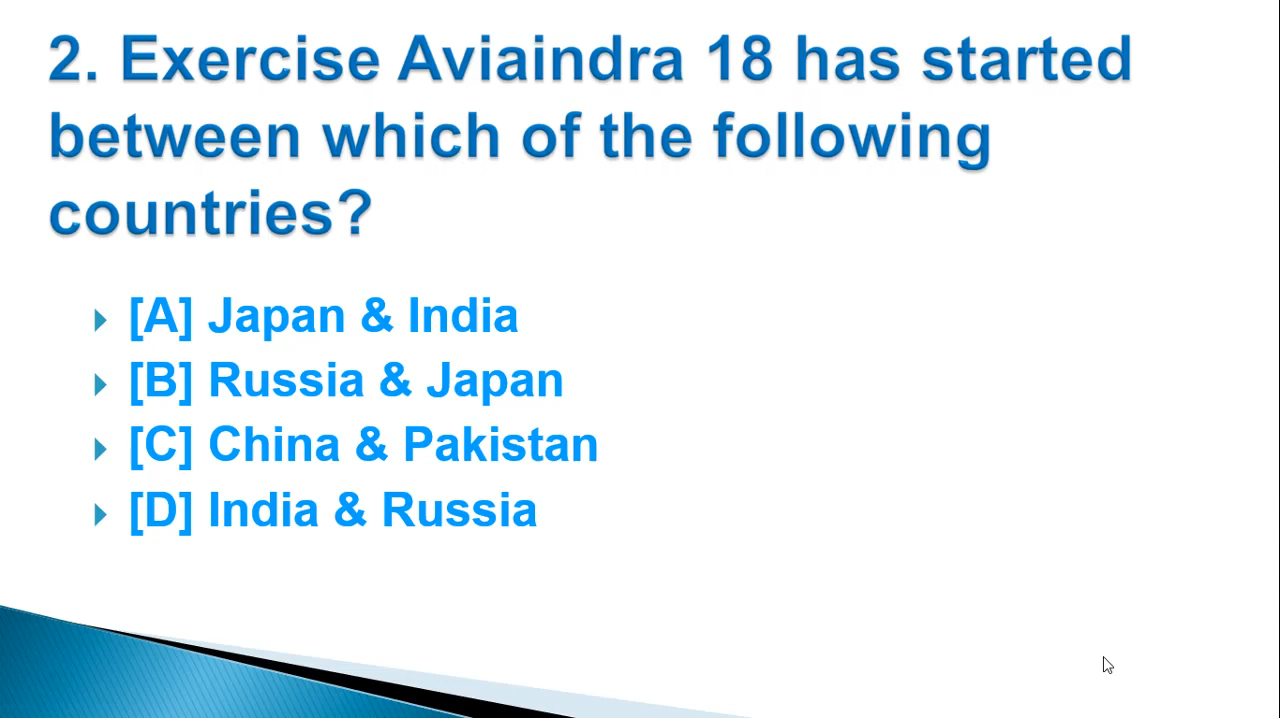 2. Exercise Aviaindra 18 has started
between which of the following
countries?
[A] Japan & India
[B] Russia & Japan
[C] China & Pakistan
[D] India & Russia